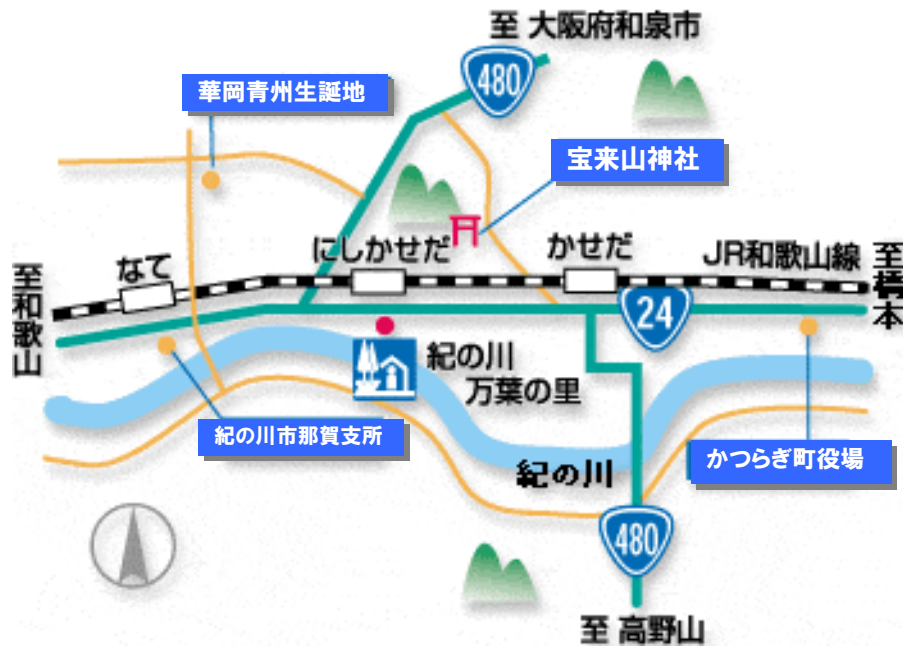 至 大阪府和泉市
480
華岡青州生誕地
宝来山神社
にしかせだ
かせだ
JR和歌山線
なて
至和歌山
至橋本
24
紀の川
万葉の里
紀の川市那賀支所
かつらぎ町役場
紀の川
480
至 高野山